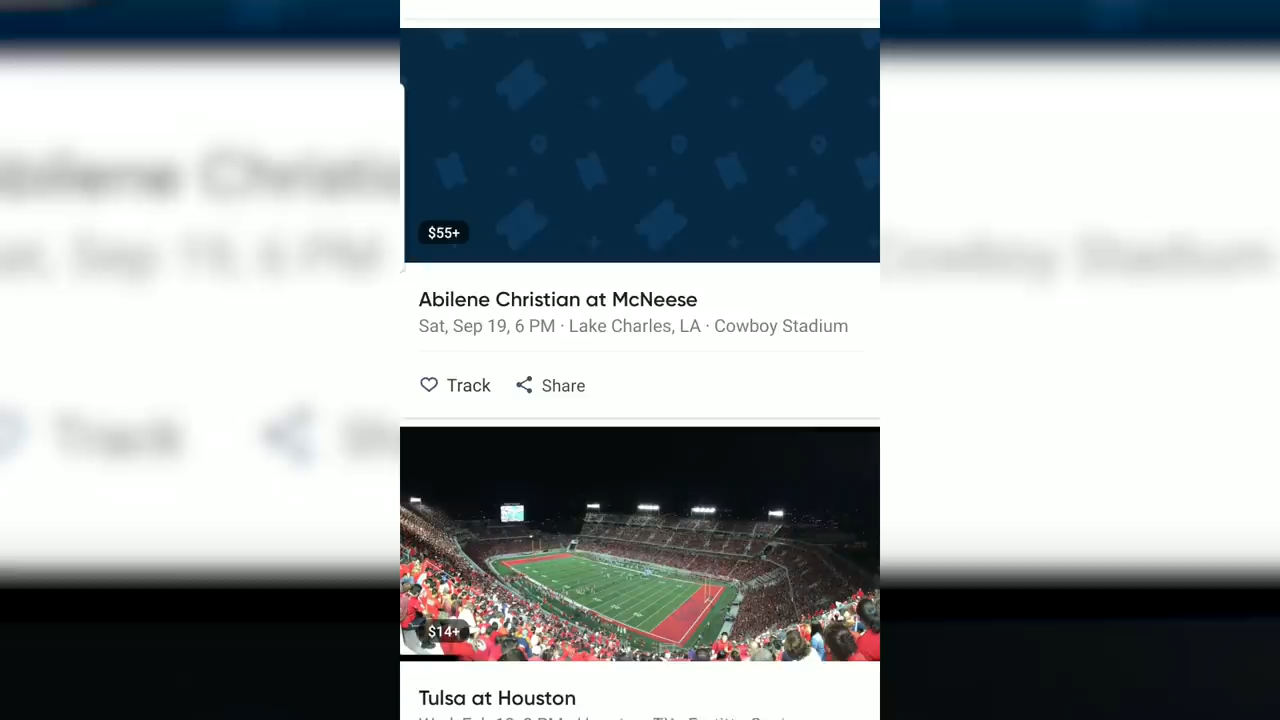 $55+
Abilene Christian at McNeese
Sat, Sep 19, 6 PM · Lake Charles, LA · Cowboy Stadium
Track Share
$14+
Tulsa at Houston